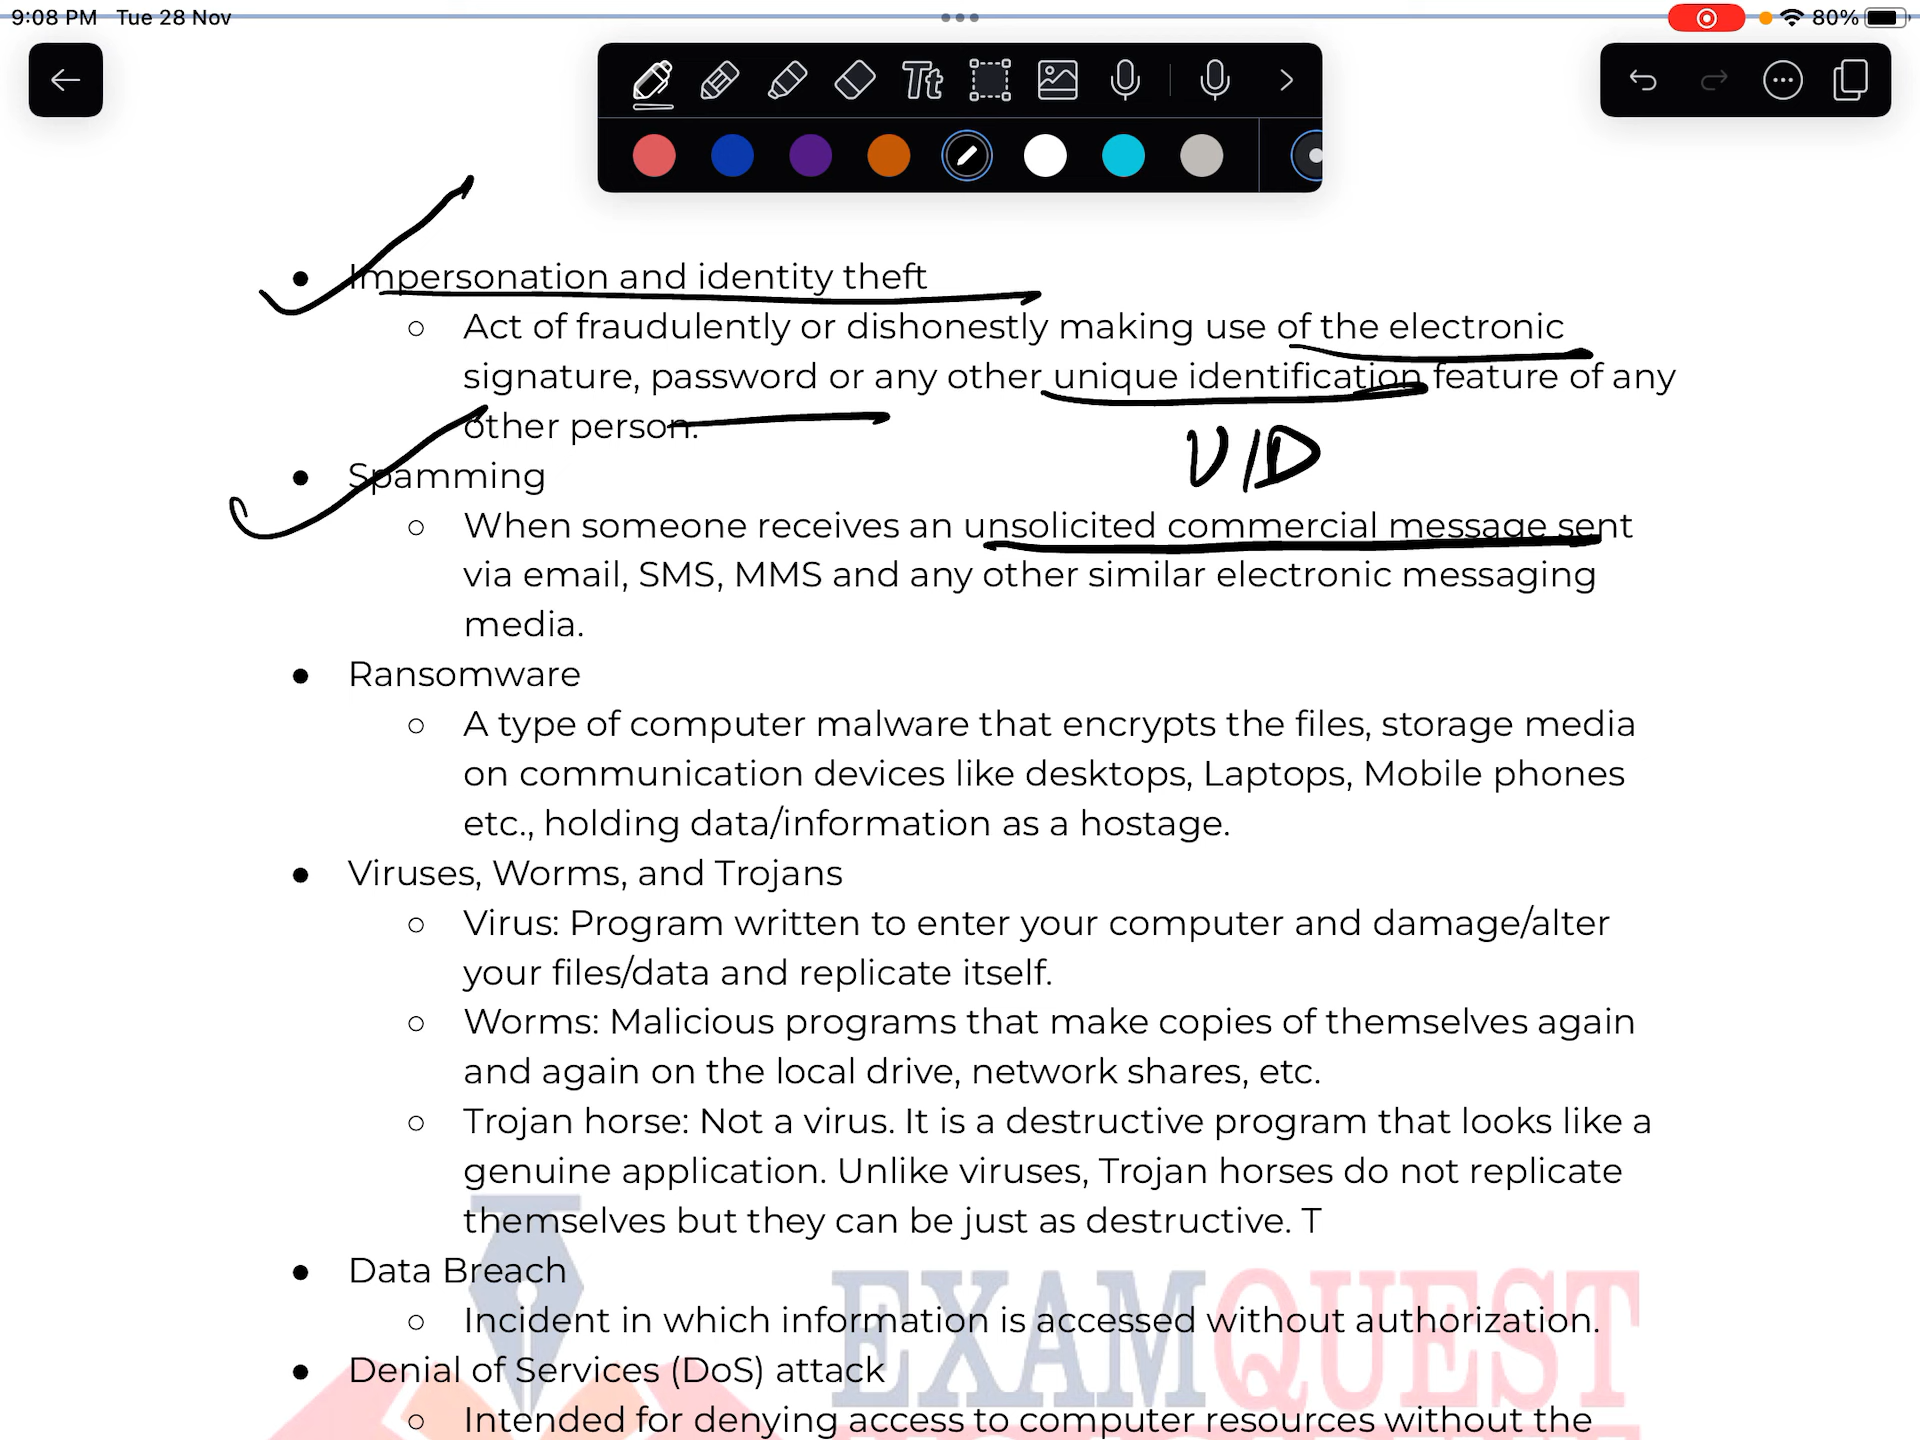 9:08 PM Tue 28 Nov
80%
Tt
• Impersonation and identity theft
○ Act of fraudulently or dishonestly making use of the electronic
signature, password or any other unique identification feature of any
other person.
UID
• Spamming
○ When someone receives an unsolicited commercial message sent
via email, SMS, MMS and any other similar electronic messaging
media.
• Ransomware
○ A type of computer malware that encrypts the files, storage media
on communication devices like desktops, Laptops, Mobile phones
etc., holding data/information as a hostage.
• Viruses, Worms, and Trojans
○ Virus: Program written to enter your computer and damage/alter
your files/data and replicate itself.
○ Worms: Malicious programs that make copies of themselves again
and again on the local drive, network shares, etc.
○ Trojan horse: Not a virus. It is a destructive program that looks like a
genuine application. Unlike viruses, Trojan horses do not replicate
themselves but they can be just as destructive. T
• Data Breach
○ Incident in which information is accessed without authorization.
• Denial of Services (DoS) attack
○ Intended for denying access to computer resources without the
EXAMQUEST